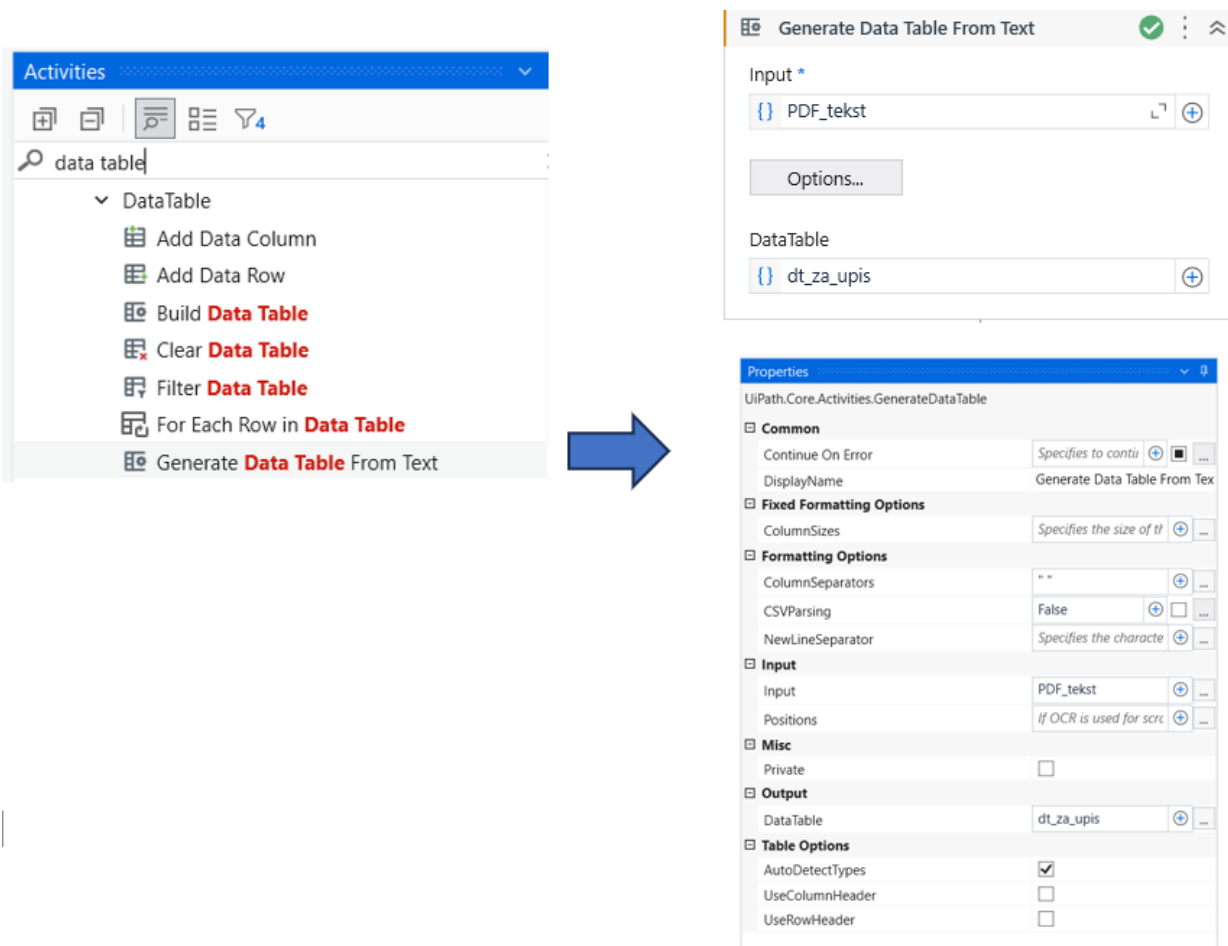 Activities
4
data table
DataTable
Add Data Column
Add Data Row
Build Data Table
Clear Data Table
Filter Data Table
For Each Row in Data Table
Generate Data Table From Text
Generate Data Table From Text
Input *
{} PDF_tekst
Options...
DataTable
{} dt_za_upis
Properties
UiPath.Core.Activities.GenerateDataTable
Common
Continue On Error Specifies to contin ...
DisplayName Generate Data Table From Tex
Fixed Formatting Options
ColumnSizes Specifies the size of th ...
Formatting Options
ColumnSeparators " " ...
CSVParsing False ...
NewLineSeparator Specifies the characte ...
Input
Input PDF_tekst ...
Positions If OCR is used for scrc ...
Misc
Private
Output
DataTable dt_za_upis ...
Table Options
AutoDetectTypes
UseColumnHeader
UseRowHeader